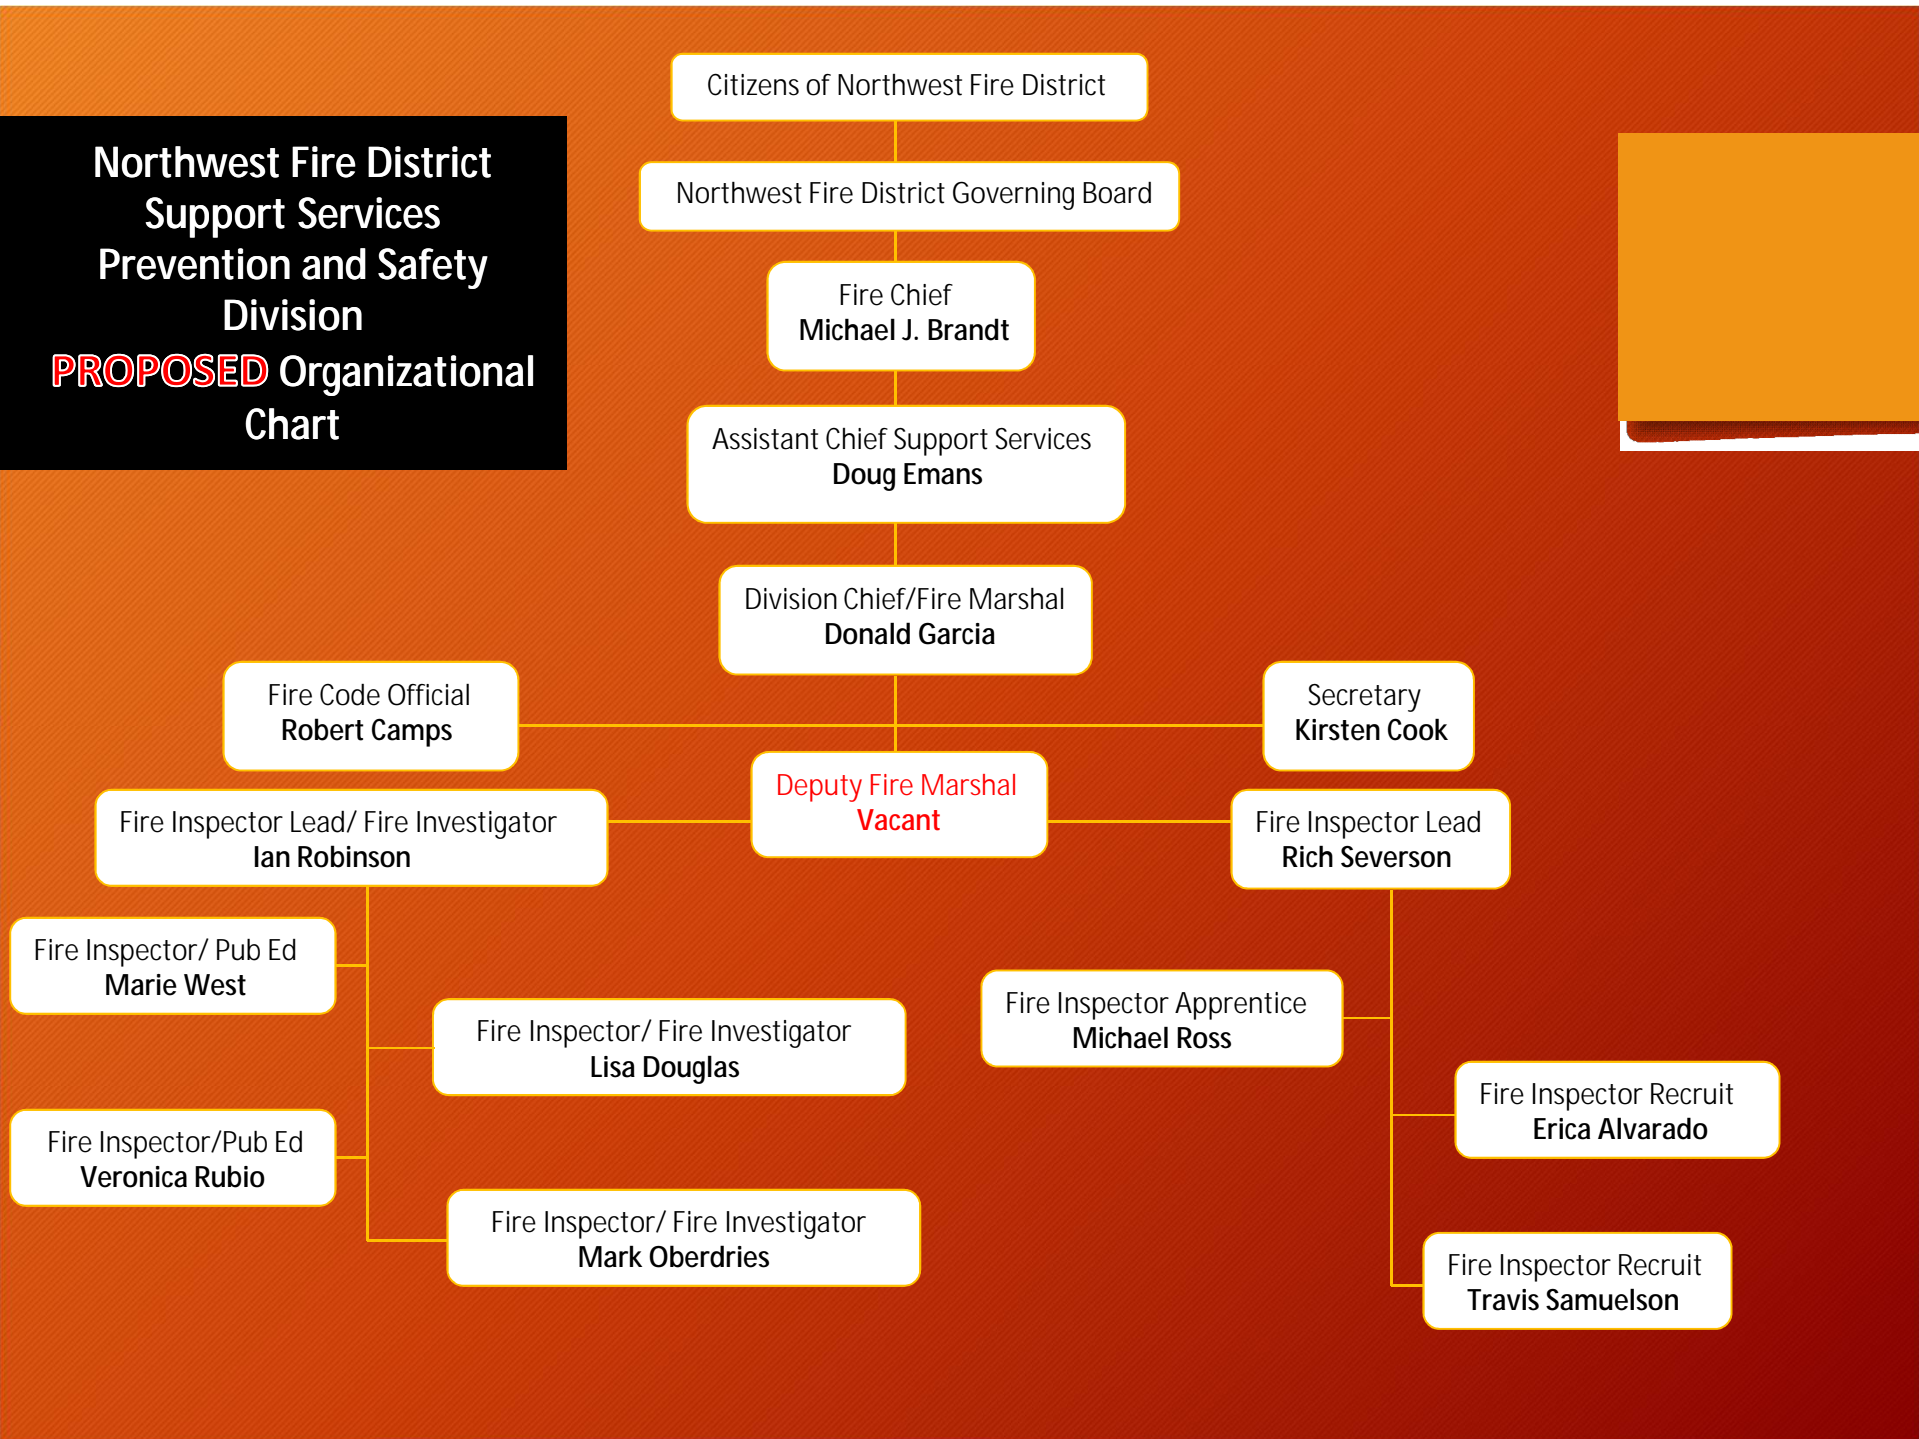 Citizens of Northwest Fire District
Northwest Fire District
Support Services
Prevention and Safety
Division
PROPOSED Organizational
Chart
Northwest Fire District Governing Board
Fire Chief
Michael J. Brandt
Assistant Chief Support Services
Doug Emans
Division Chief/Fire Marshal
Donald Garcia
Fire Code Official
Robert Camps
Secretary
Kirsten Cook
Deputy Fire Marshal
Vacant
Fire Inspector Lead/ Fire Investigator
Ian Robinson
Fire Inspector Lead
Rich Severson
Fire Inspector/ Pub Ed
Marie West
Fire Inspector/ Fire Investigator
Lisa Douglas
Fire Inspector/Pub Ed
Veronica Rubio
Fire Inspector/ Fire Investigator
Mark Oberdries
Fire Inspector Apprentice
Michael Ross
Fire Inspector Recruit
Erica Alvarado
Fire Inspector Recruit
Travis Samuelson